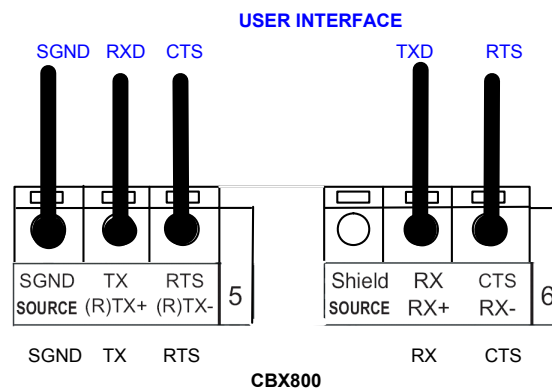 USER INTERFACE
SGND RXD CTS TXD RTS
SGND TX RTS Shield RX CTS
SOURCE (R)TX+ (R)TX- 5 SOURCE RX+ RX- 6
SGND TX RTS RX CTS
CBX800